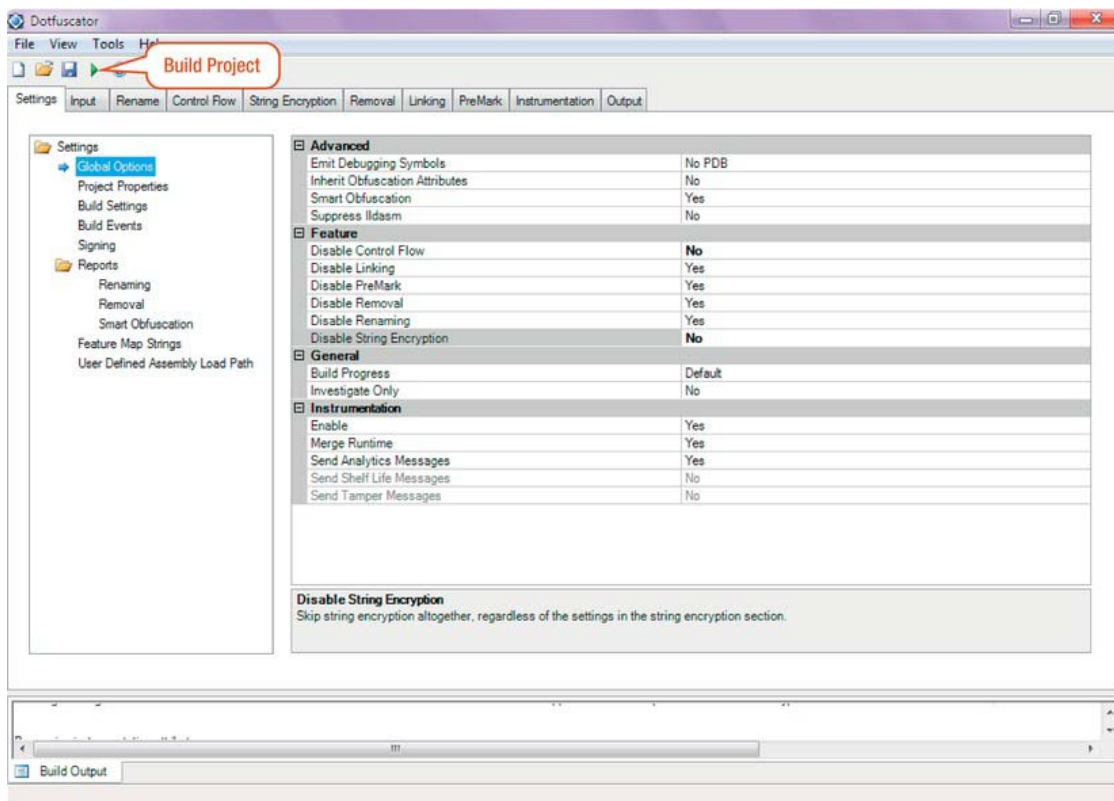 Dotfuscator
File View Tools
Build Project
Settings Input Rename Control Flow String Encryption Removal Linking PreMark Instrumentation Output
Settings
Global Options
Project Properties
Build Settings
Build Events
Signing
Reports
Renaming
Removal
Smart Obfuscation
Feature Map Strings
User Defined Assembly Load Path
Advanced
Emit Debugging Symbols No PDB
Inherit Obfuscation Attributes No
Smart Obfuscation Yes
Suppress Ildasm No
Feature
Disable Control Flow No
Disable Linking Yes
Disable PreMark Yes
Disable Removal Yes
Disable Renaming Yes
Disable String Encryption No
General
Build Progress Default
Investigate Only No
Instrumentation
Enable Yes
Merge Runtime Yes
Send Analytics Messages Yes
Send Shelf Life Messages No
Send Tamper Messages No
Disable String Encryption
Skip string encryption altogether, regardless of the settings in the string encryption section.
Build Output